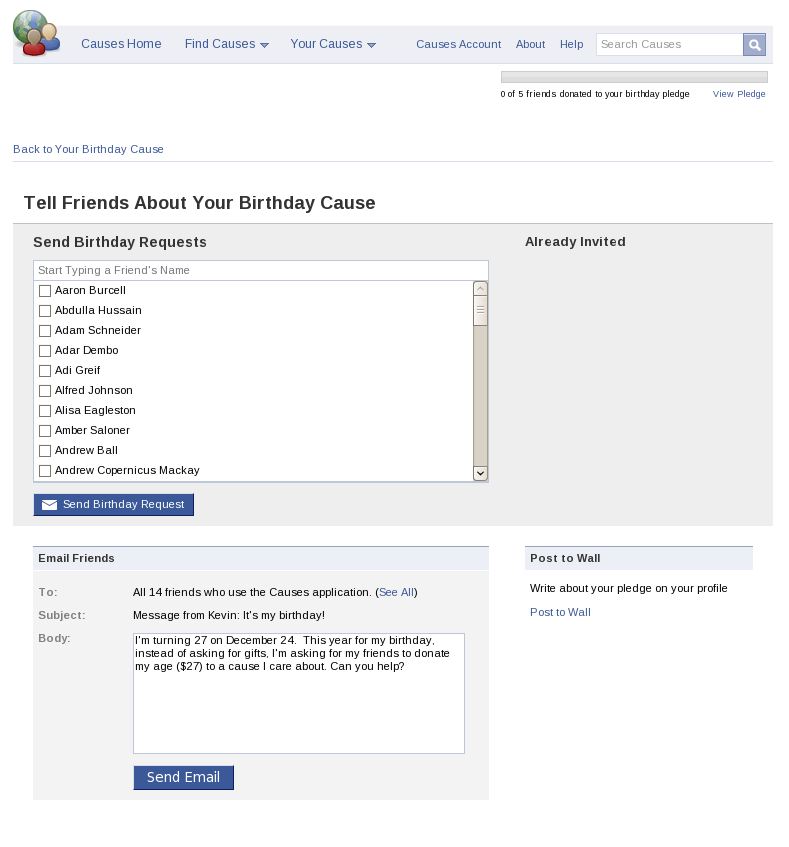 Causes Home
Find Causes
Your Causes
Causes Account
About
Help
Search Causes
0 of 5 friends donated to your birthday pledge
View Pledge
Back to Your Birthday Cause
Tell Friends About Your Birthday Cause
Send Birthday Requests
Already Invited
Start Typing a Friend's Name
Aaron Burcell
Abdulla Hussain
Adam Schneider
Adar Dembo
Adi Greif
Alfred Johnson
Alisa Eagleston
Amber Saloner
Andrew Ball
Andrew Copernicus Mackay
Send Birthday Request
Email Friends
To: All 14 friends who use the Causes application. (See All)
Subject: Message from Kevin: It's my birthday!
Body: I'm turning 27 on December 24.  This year for my birthday,
instead of asking for gifts, I'm asking for my friends to donate
my age ($27) to a cause I care about. Can you help?
Send Email
Post to Wall
Write about your pledge on your profile
Post to Wall